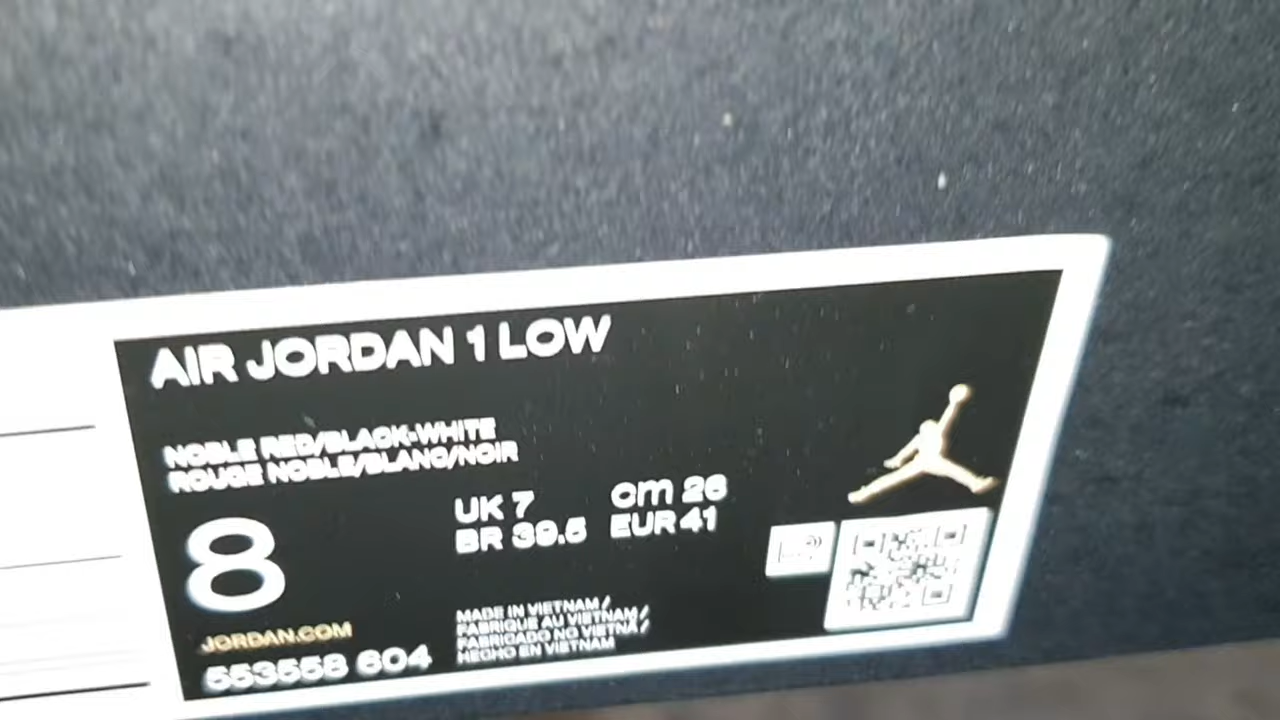 AIR JORDAN 1 LOW
NOBLE RED/BLACK-WHITE
ROUGE NOBLE/BLANC/NOIR
8
UK 7
cm 26
BR 39.5
EUR 41
JORDAN.COM
553558 604
MADE IN VIETNAM/
FABRIQUE AU VIETNAM/
FABRICADO NO VIETNÃ/
HECHO EN VIETNAM